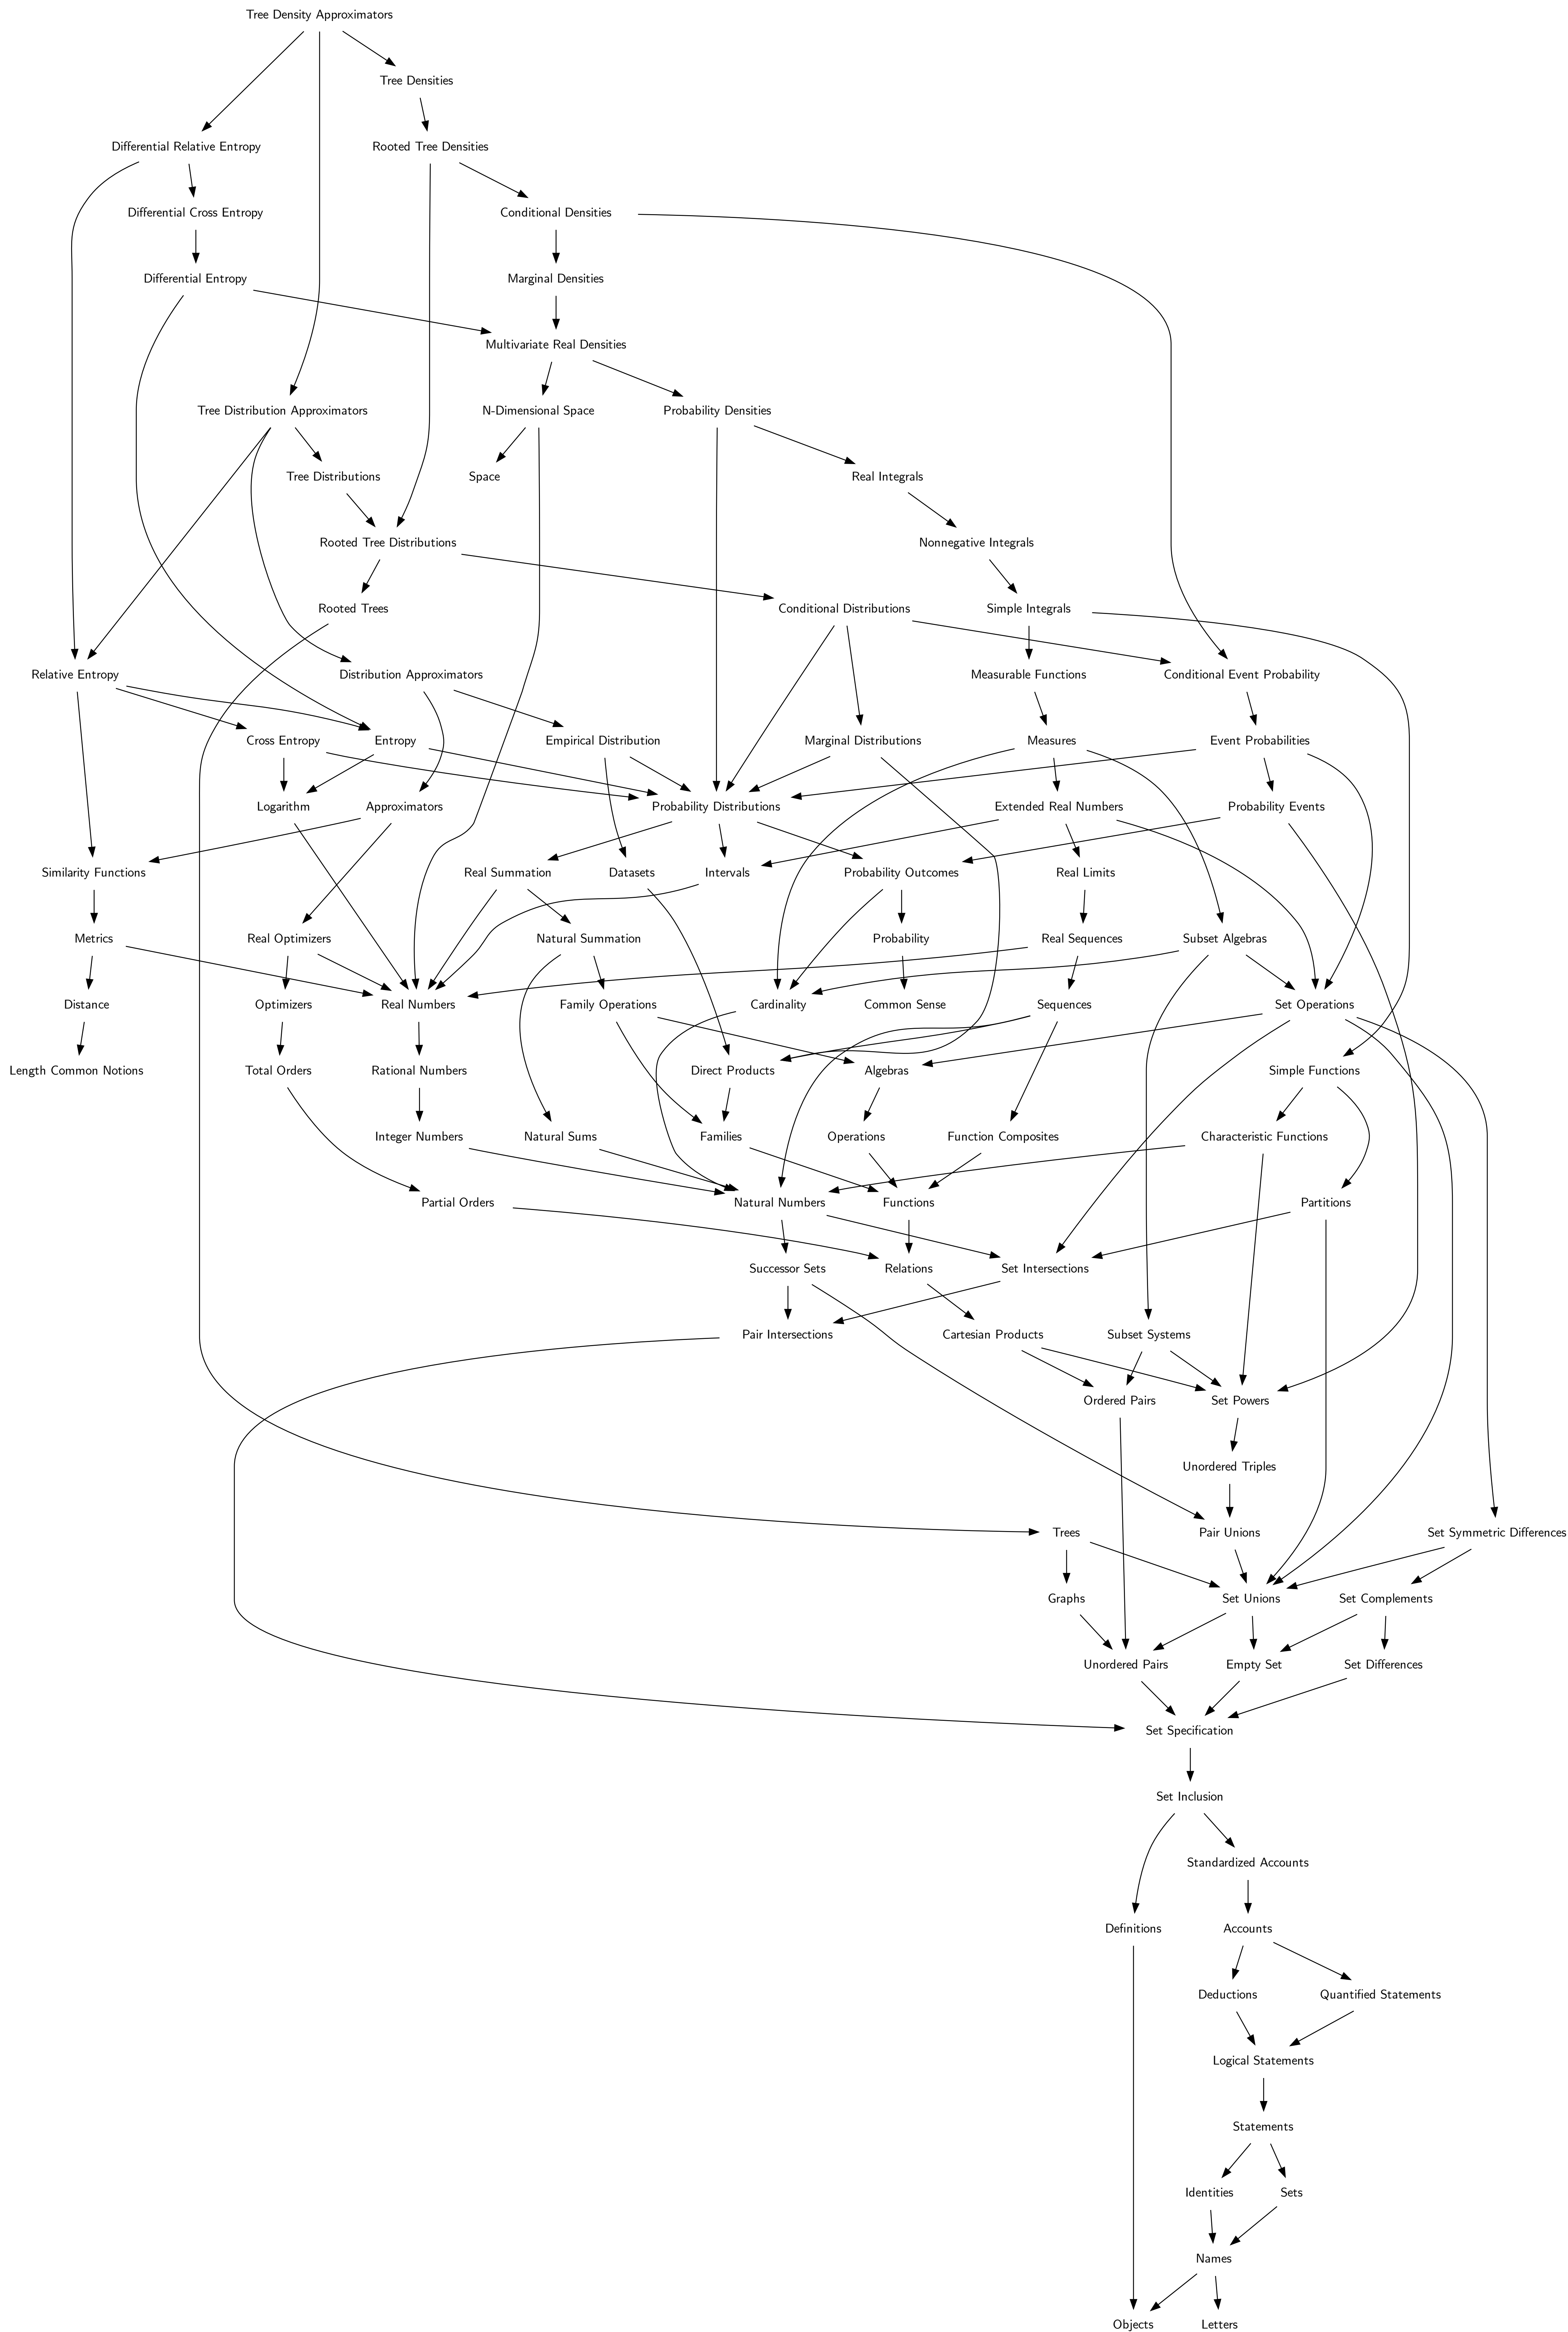 Tree Density Approximators
Tree Densities
Differential Relative Entropy
Rooted Tree Densities
Differential Cross Entropy
Conditional Densities
Differential Entropy
Marginal Densities
Multivariate Real Densities
Tree Distribution Approximators
N-Dimensional Space
Probability Densities
Tree Distributions
Space
Real Integrals
Rooted Tree Distributions
Nonnegative Integrals
Rooted Trees
Conditional Distributions
Simple Integrals
Relative Entropy
Distribution Approximators
Measurable Functions
Conditional Event Probability
Cross Entropy
Entropy
Empirical Distribution
Marginal Distributions
Measures
Event Probabilities
Logarithm
Approximators
Probability Distributions
Extended Real Numbers
Probability Events
Similarity Functions
Real Summation
Datasets
Intervals
Probability Outcomes
Real Limits
Metrics
Real Optimizers
Natural Summation
Probability
Real Sequences
Subset Algebras
Distance
Optimizers
Real Numbers
Family Operations
Cardinality
Common Sense
Sequences
Set Operations
Length Common Notions
Total Orders
Rational Numbers
Direct Products
Algebras
Simple Functions
Integer Numbers
Natural Sums
Families
Operations
Function Composites
Characteristic Functions
Partial Orders
Natural Numbers
Functions
Partitions
Successor Sets
Relations
Set Intersections
Pair Intersections
Cartesian Products
Subset Systems
Ordered Pairs
Set Powers
Unordered Triples
Trees
Pair Unions
Set Symmetric Differences
Graphs
Set Unions
Set Complements
Unordered Pairs
Empty Set
Set Differences
Set Specification
Set Inclusion
Standardized Accounts
Definitions
Accounts
Deductions
Quantified Statements
Logical Statements
Statements
Identities
Sets
Names
Objects
Letters